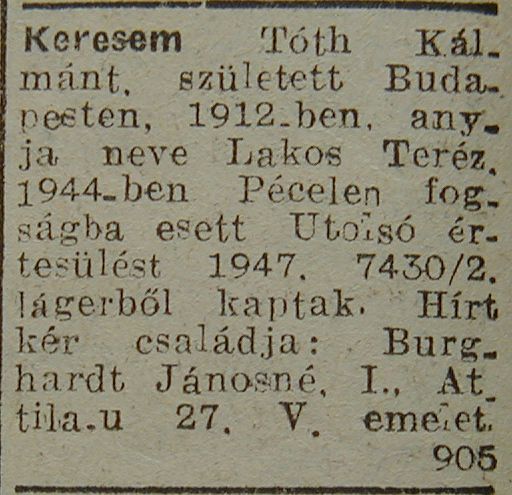 Keresem Tóth Kál-
mánt, született Buda-
pesten, 1912-ben, any-
ja neve Lakos Teréz.
1944-ben Pécelen fog-
ságba esett Utolsó ér-
tesülést 1947. 7430/2.
lágerből kaptak. Hírt
kér családja: Burg-
hardt Jánosné, I., At-
tila.u 27. V. emelet.
905